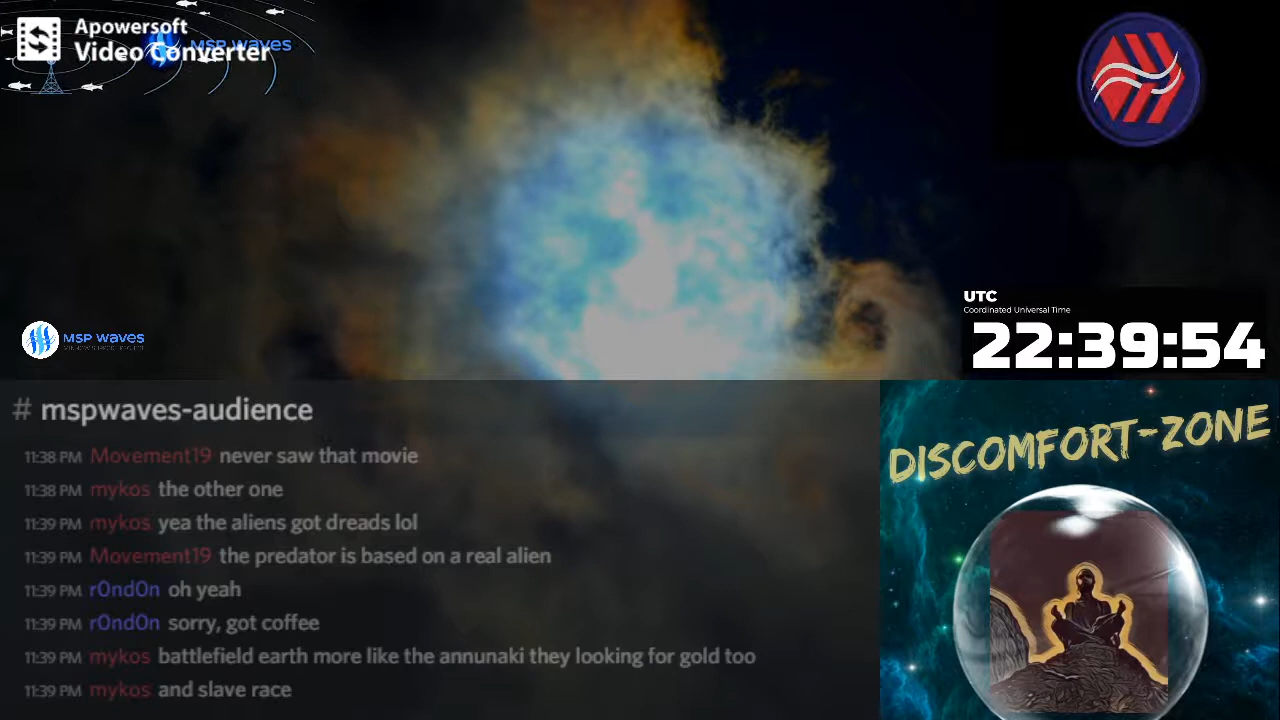 Apowersoft
Video Converter
MSP WAVES
UTC
Coordinated Universal Time
22:39:54
MSP WAVES
# mspwaves-audience
11:38 PM Movement19 never saw that movie
11:38 PM mykos the other one
11:39 PM mykos yea the aliens got dreads lol
11:39 PM Movement19 the predator is based on a real alien
11:39 PM r0nd0n oh yeah
11:39 PM r0nd0n sorry, got coffee
11:39 PM mykos battlefield earth more like the annunaki they looking for gold too
11:39 PM mykos and slave race
DISCOMFORT-ZONE